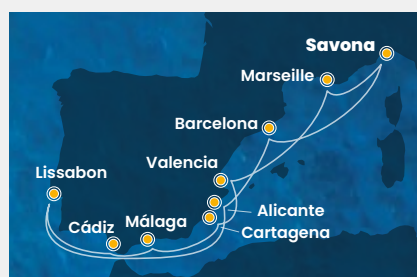 Savona
Marseille
Barcelona
Valencia
Lissabon
Alicante
Cádiz
Málaga
Cartagena